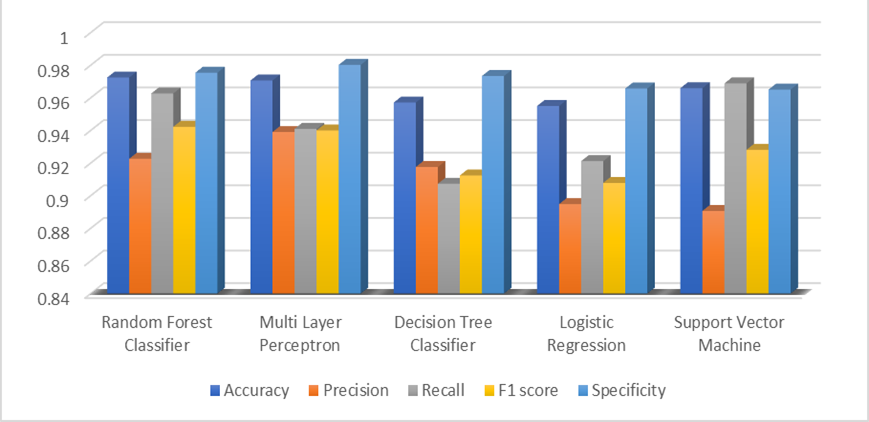 1
0.98
0.96
0.94
0.92
0.9
0.88
0.86
0.84
Random Forest Classifier
Multi Layer Perceptron
Decision Tree Classifier
Logistic Regression
Support Vector Machine
Accuracy Precision Recall F1 score Specificity